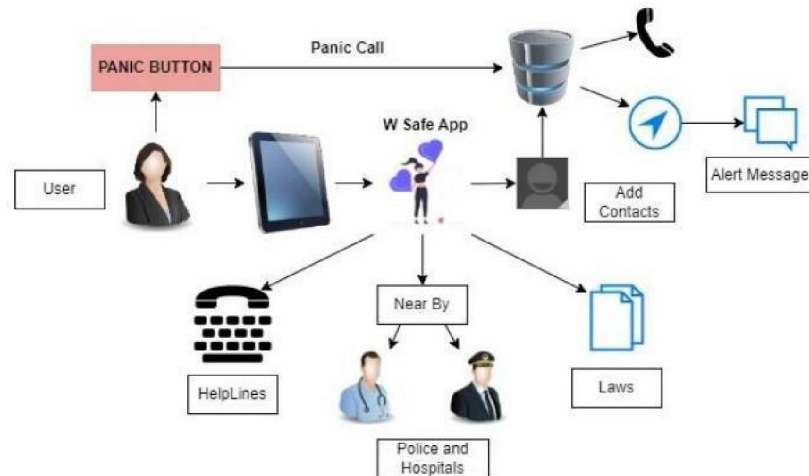 Panic Call
PANIC BUTTON
W Safe App
User
Add
Contacts
Alert Message
Near By
HelpLines
Laws
Police and
Hospitals